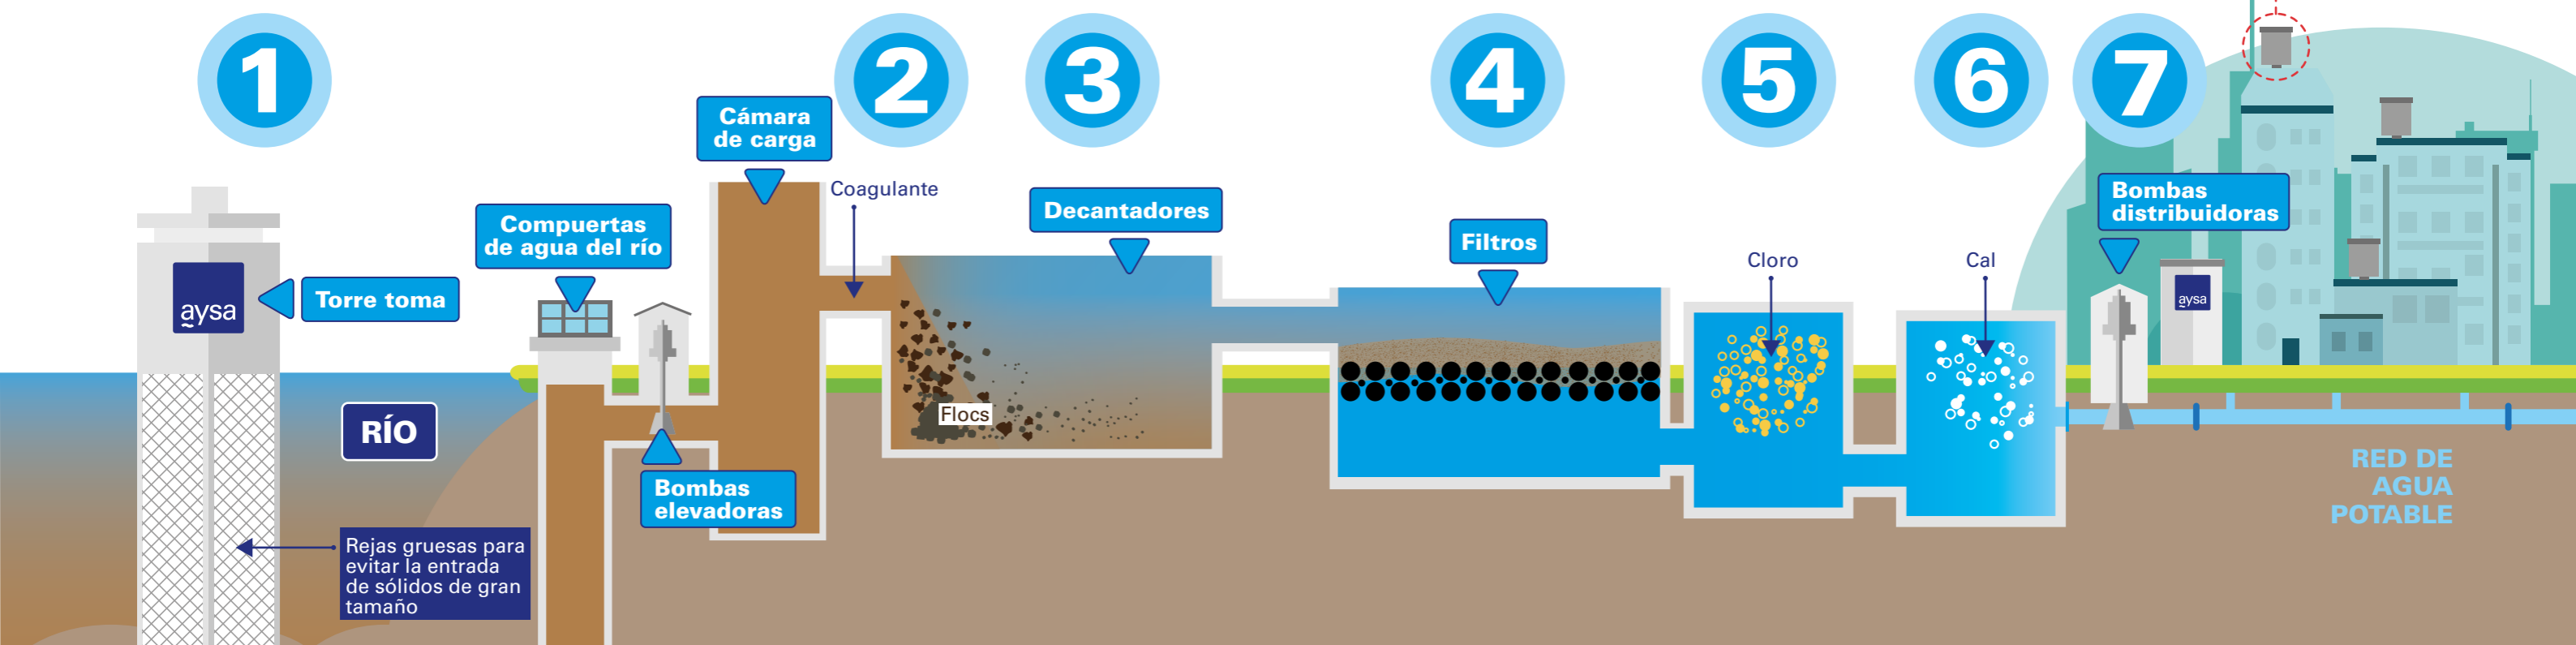 1
2
3
4
5
6
7
aysa
Torre toma
RÍO
Rejas gruesas para
evitar la entrada
de sólidos de gran
tamaño
Compuertas
de agua del río
Bombas
elevadoras
Cámara
de carga
Coagulante
Flocs
Decantadores
Filtros
Cloro
Cal
Bombas
distribuidoras
aysa
RED DE
AGUA
POTABLE